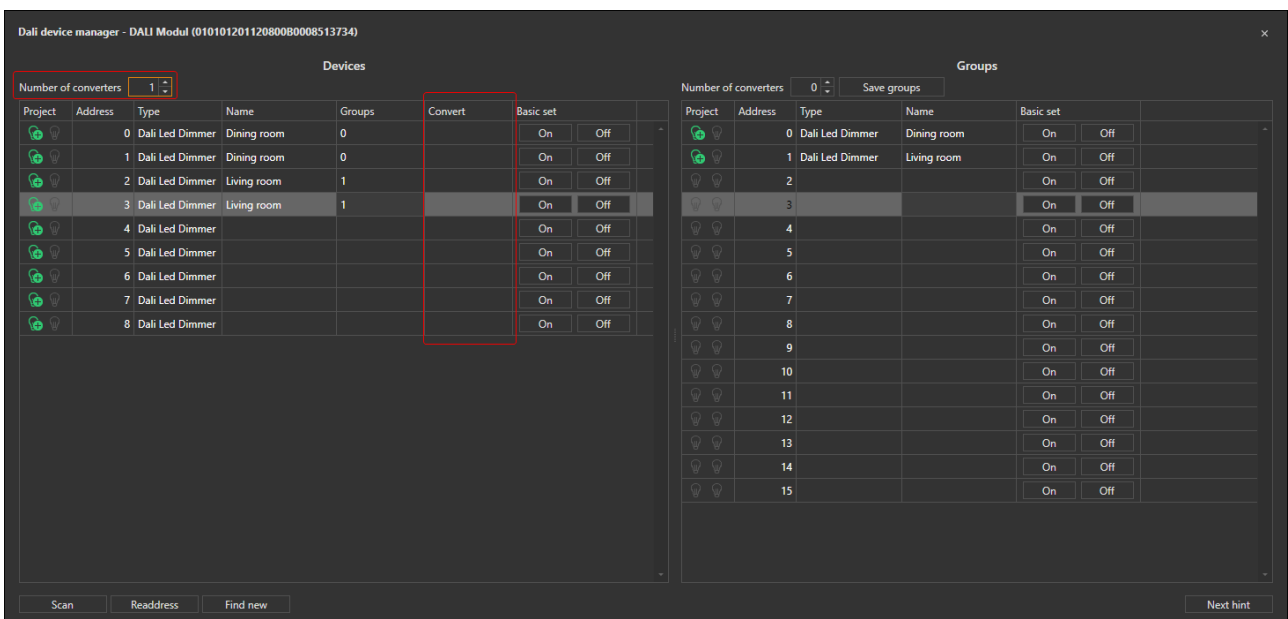 Dali device manager - DALI Modul (010101201120800B0008513734) ×
Devices
Number of converters 1
Project Address Type Name Groups Convert Basic set
0 Dali Led Dimmer Dining room 0 On Off
1 Dali Led Dimmer Dining room 0 On Off
2 Dali Led Dimmer Living room 1 On Off
3 Dali Led Dimmer Living room 1 On Off
4 Dali Led Dimmer On Off
5 Dali Led Dimmer On Off
6 Dali Led Dimmer On Off
7 Dali Led Dimmer On Off
8 Dali Led Dimmer On Off
Scan Readdress Find new
Groups
Number of converters 0 Save groups
Project Address Type Name Basic set
0 Dali Led Dimmer Dining room On Off
1 Dali Led Dimmer Living room On Off
2 On Off
3 On Off
4 On Off
5 On Off
6 On Off
7 On Off
8 On Off
9 On Off
10 On Off
11 On Off
12 On Off
13 On Off
14 On Off
15 On Off
Next hint